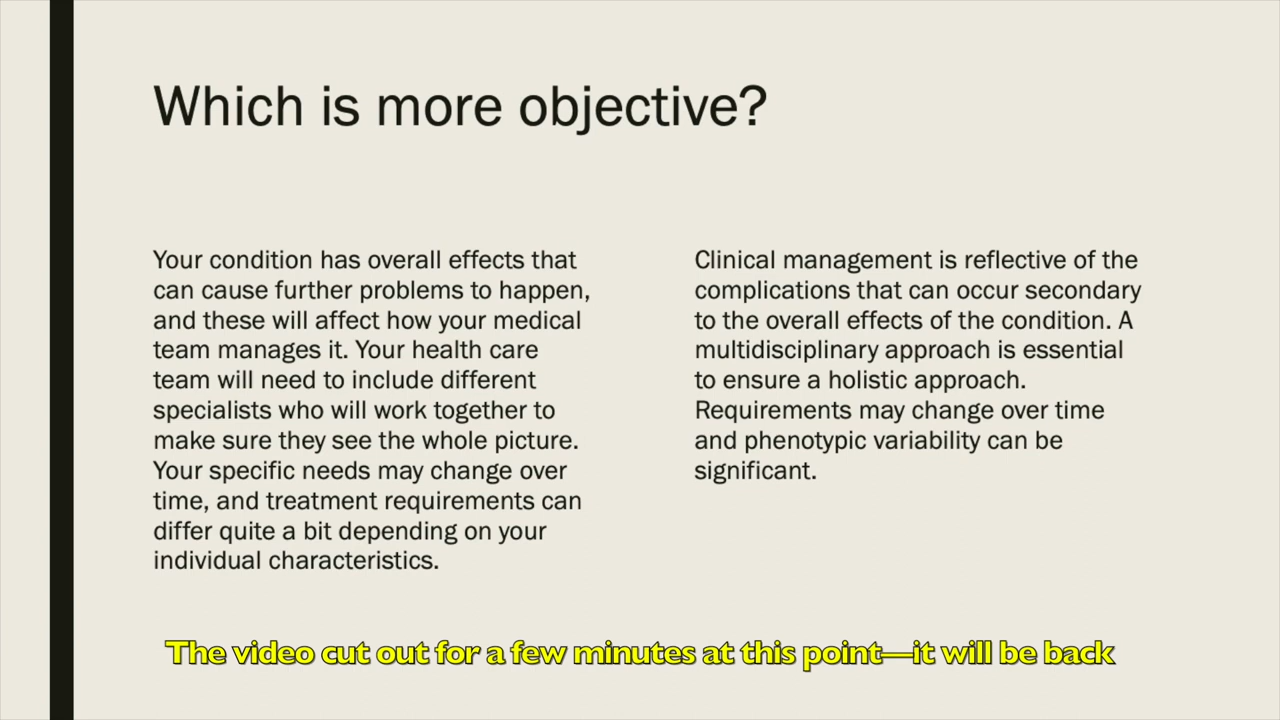 Which is more objective?
Your condition has overall effects that
can cause further problems to happen,
and these will affect how your medical
team manages it. Your health care
team will need to include different
specialists who will work together to
make sure they see the whole picture.
Your specific needs may change over
time, and treatment requirements can
differ quite a bit depending on your
individual characteristics.
Clinical management is reflective of the
complications that can occur secondary
to the overall effects of the condition. A
multidisciplinary approach is essential
to ensure a holistic approach.
Requirements may change over time
and phenotypic variability can be
significant.
The video cut out for a few minutes at this point—it will be back